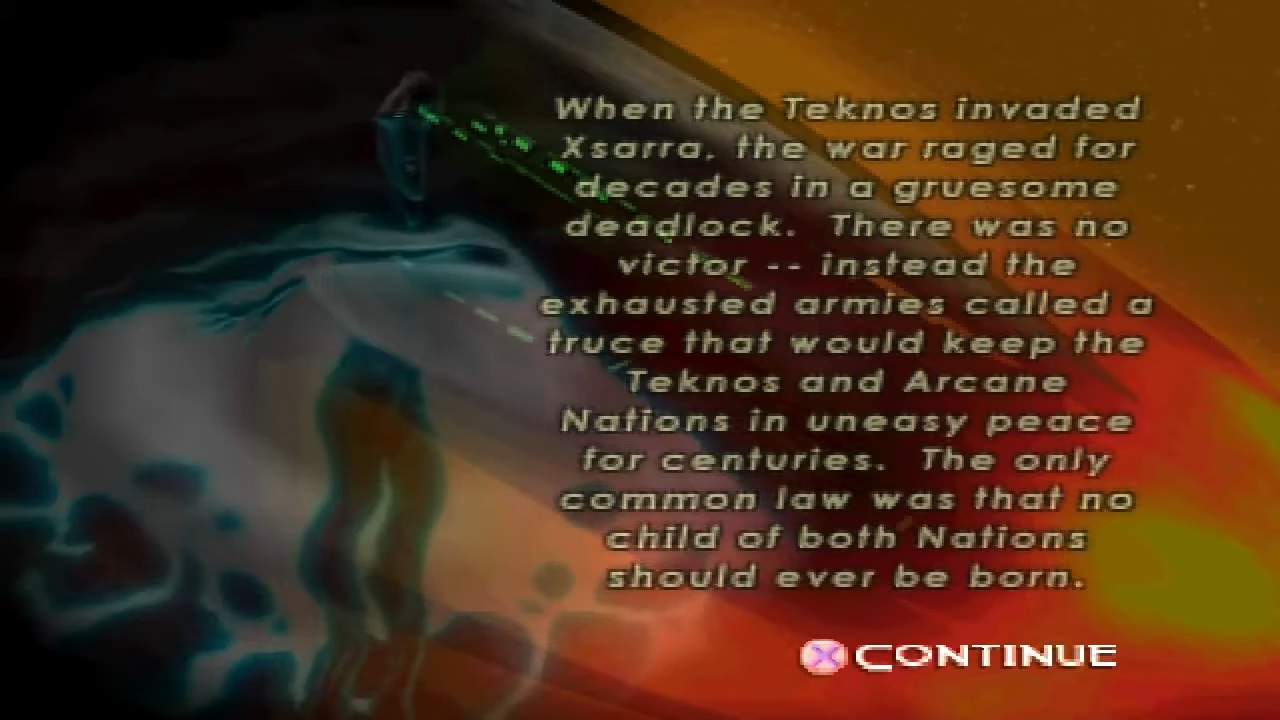 When the Teknos invaded
Xsarra, the war raged for
decades in a gruesome
deadlock.  There was no
victor -- instead the
exhausted armies called a
truce that would keep the
Teknos and Arcane
Nations in uneasy peace
for centuries.  The only
common law was that no
child of both Nations
should ever be born.
CONTINUE